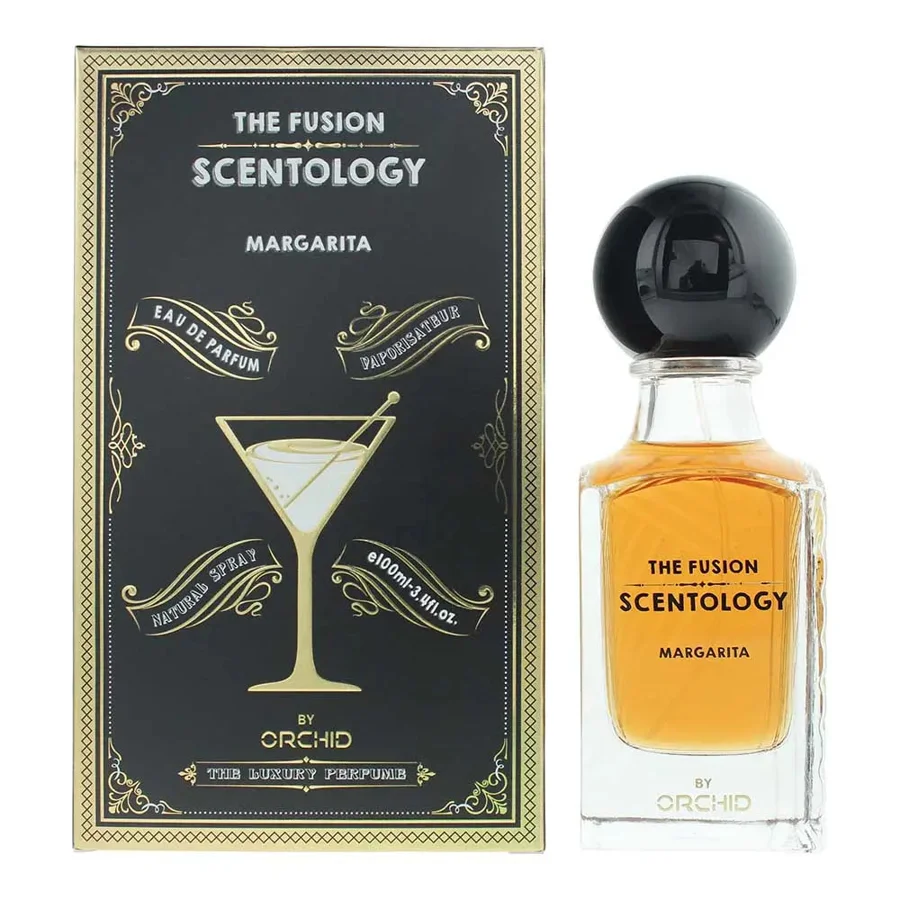 THE FUSION
SCENTOLOGY
MARGARITA
EAU DE PARFUM
VAPORISATEUR
NATURAL SPRAY
e100ml-3.4fl.oz.
BY
ORCHID
THE LUXURY PERFUME
THE FUSION
SCENTOLOGY
MARGARITA
BY
ORCHID